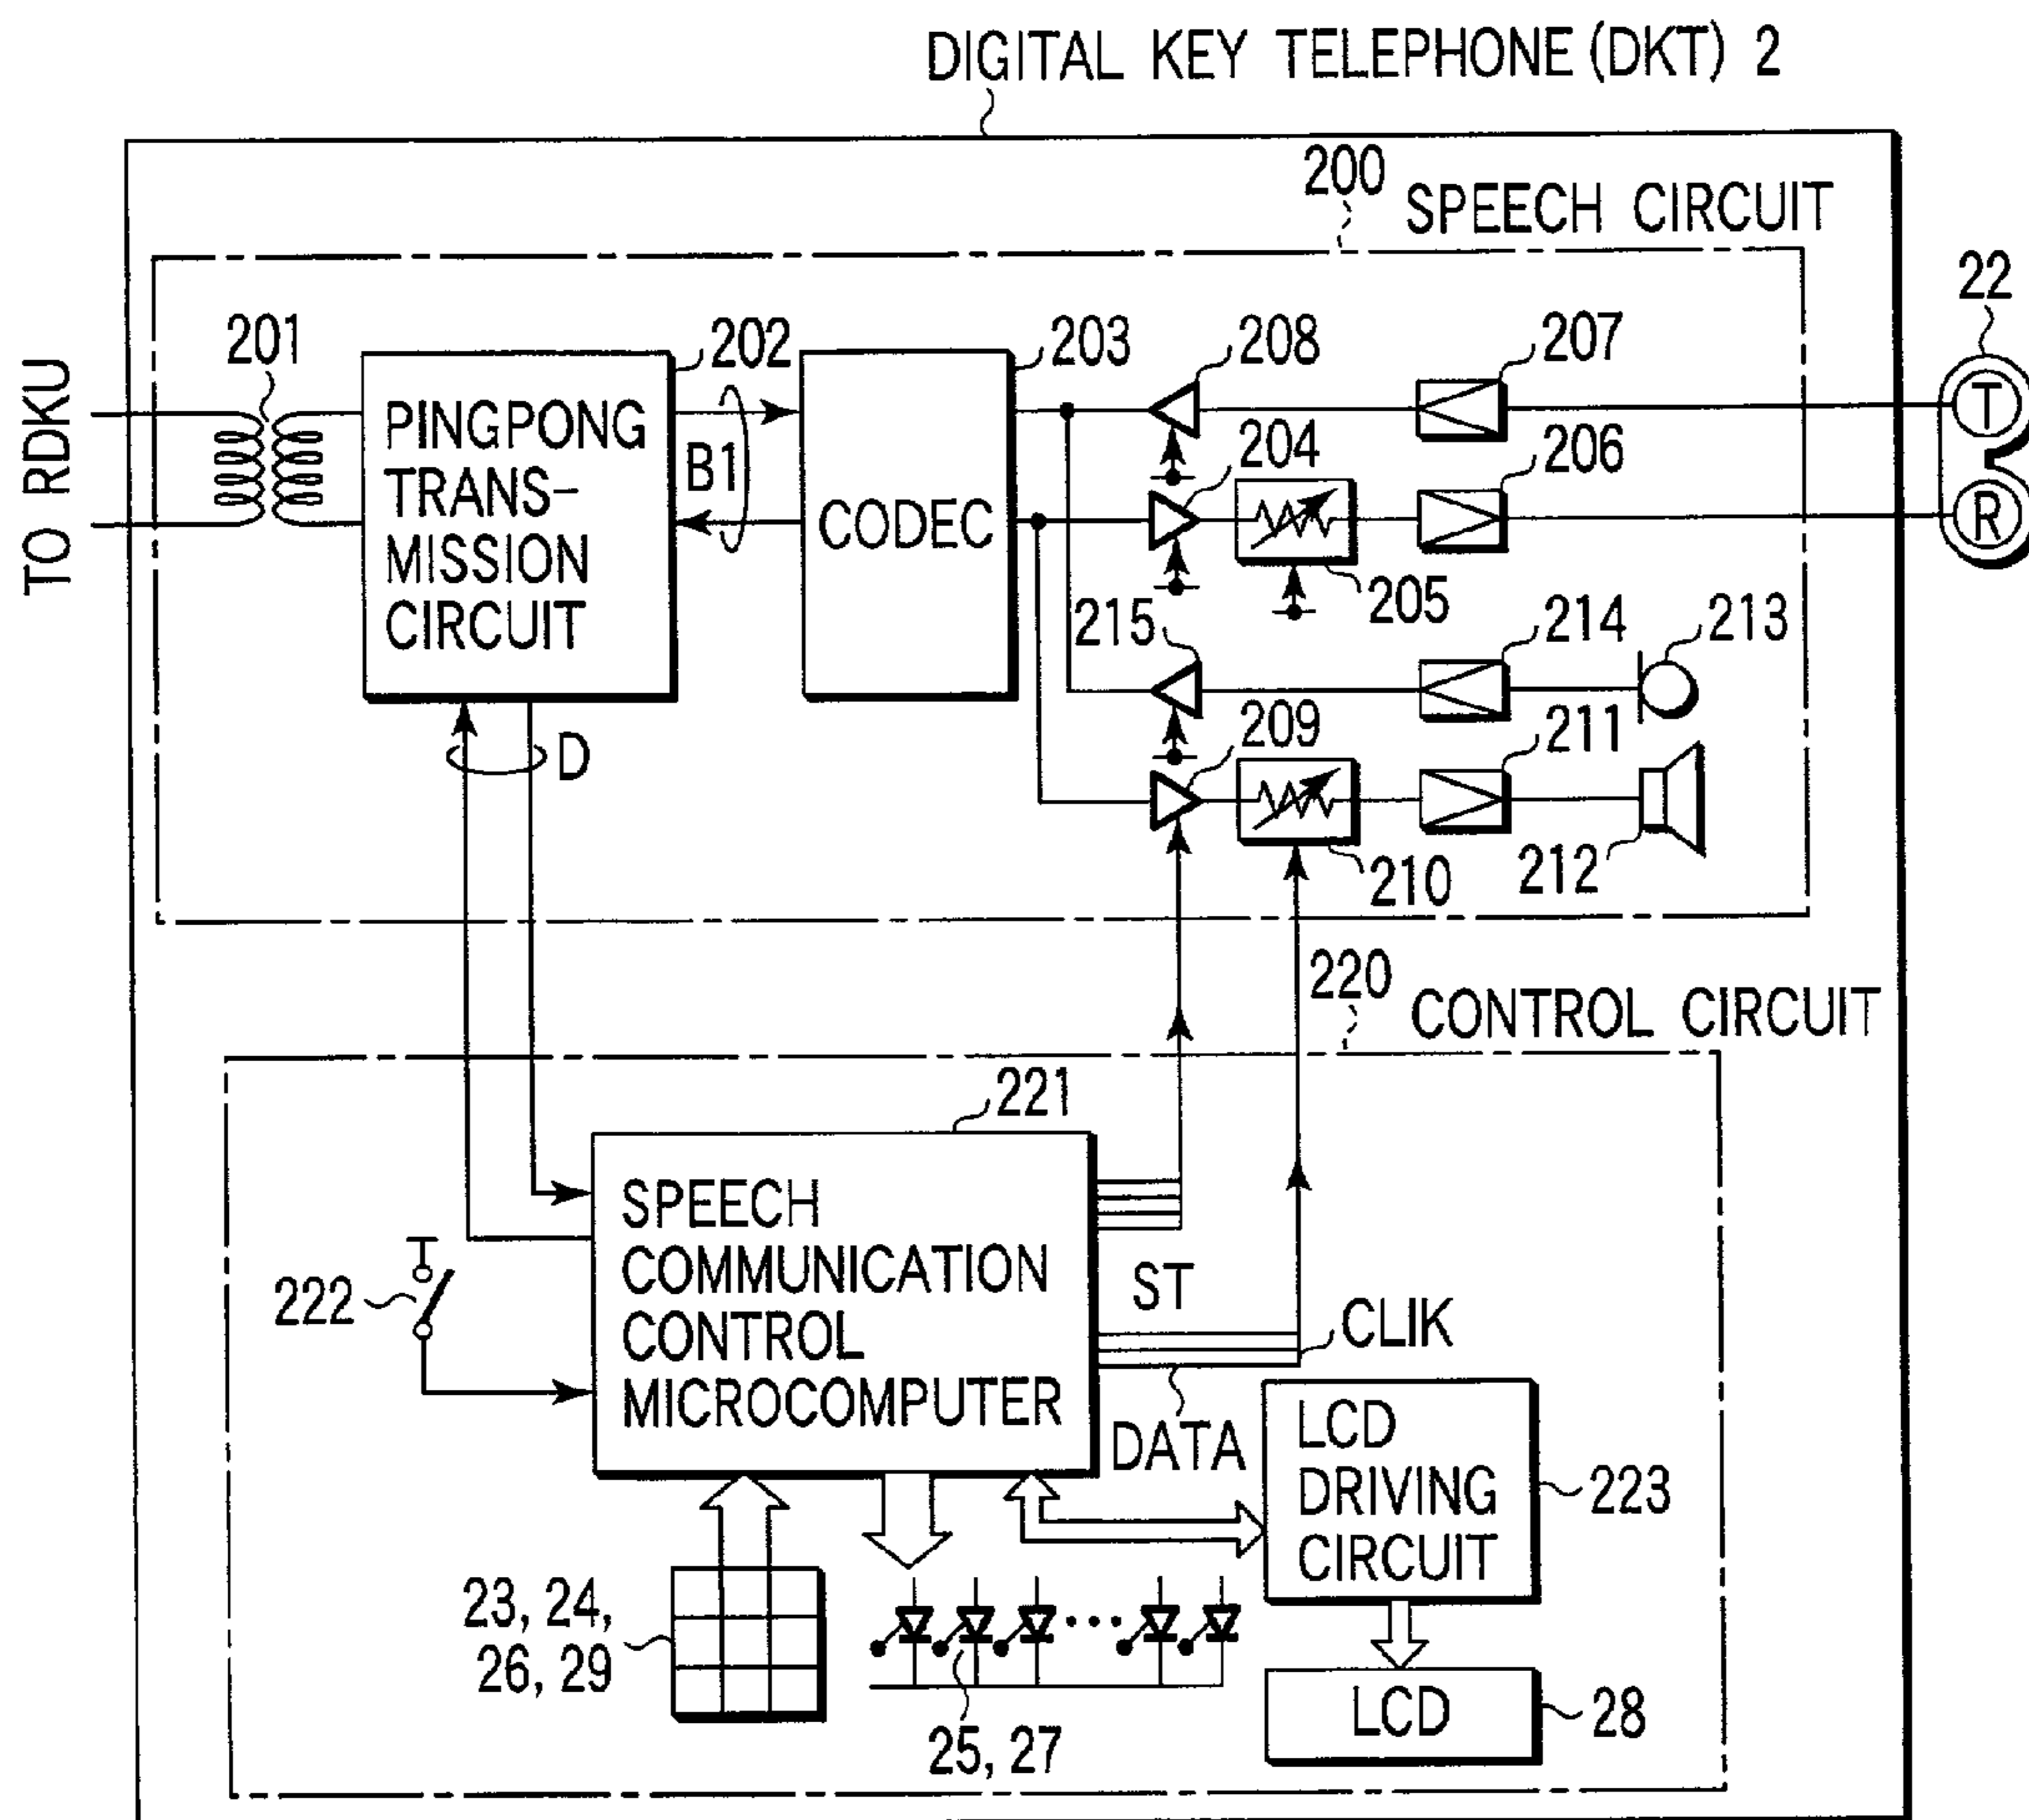 DIGITAL KEY TELEPHONE (DKT) 2
200
SPEECH CIRCUIT
22
201
202
203
208
207
TO RDKU
PINGPONG
TRANS-
MISSION
CIRCUIT
B1
CODEC
204
206
T
R
205
215
214
213
D
209
211
210
212
220
CONTROL CIRCUIT
221
SPEECH
COMMUNICATION
CONTROL
MICROCOMPUTER
222
ST
CLIK
DATA
LCD
DRIVING
CIRCUIT
223
23, 24,
26, 29
25, 27
LCD
28